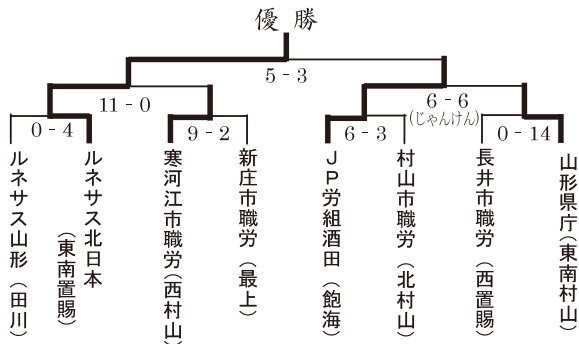 優 勝
5 - 3
11 - 0
6 - 6
(じゃんけん)
0 - 4
9 - 2
6 - 3
0 - 14
ルネサス山形（田川）
ルネサス北日本
（東南置賜）
寒河江市職労（西村山）
新庄市職労（最上）
ＪＰ労組酒田（飽海）
村山市職労（北村山）
長井市職労（西置賜）
山形県庁（東南村山）